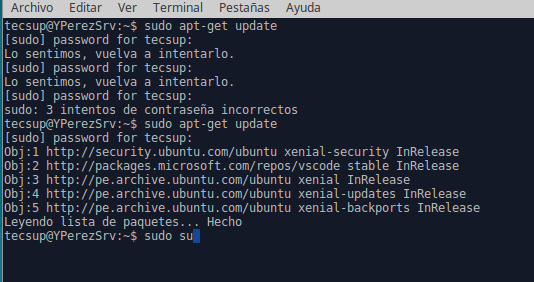 Archivo Editar Ver Terminal Pestañas Ayuda
tecsup@YPerezSrv:~$ sudo apt-get update
[sudo] password for tecsup:
Lo sentimos, vuelva a intentarlo.
[sudo] password for tecsup:
Lo sentimos, vuelva a intentarlo.
[sudo] password for tecsup:
sudo: 3 intentos de contraseña incorrectos
tecsup@YPerezSrv:~$ sudo apt-get update
[sudo] password for tecsup:
Obj:1 http://security.ubuntu.com/ubuntu xenial-security InRelease
Obj:2 http://packages.microsoft.com/repos/vscode stable InRelease
Obj:3 http://pe.archive.ubuntu.com/ubuntu xenial InRelease
Obj:4 http://pe.archive.ubuntu.com/ubuntu xenial-updates InRelease
Obj:5 http://pe.archive.ubuntu.com/ubuntu xenial-backports InRelease
Leyendo lista de paquetes... Hecho
tecsup@YPerezSrv:~$ sudo su